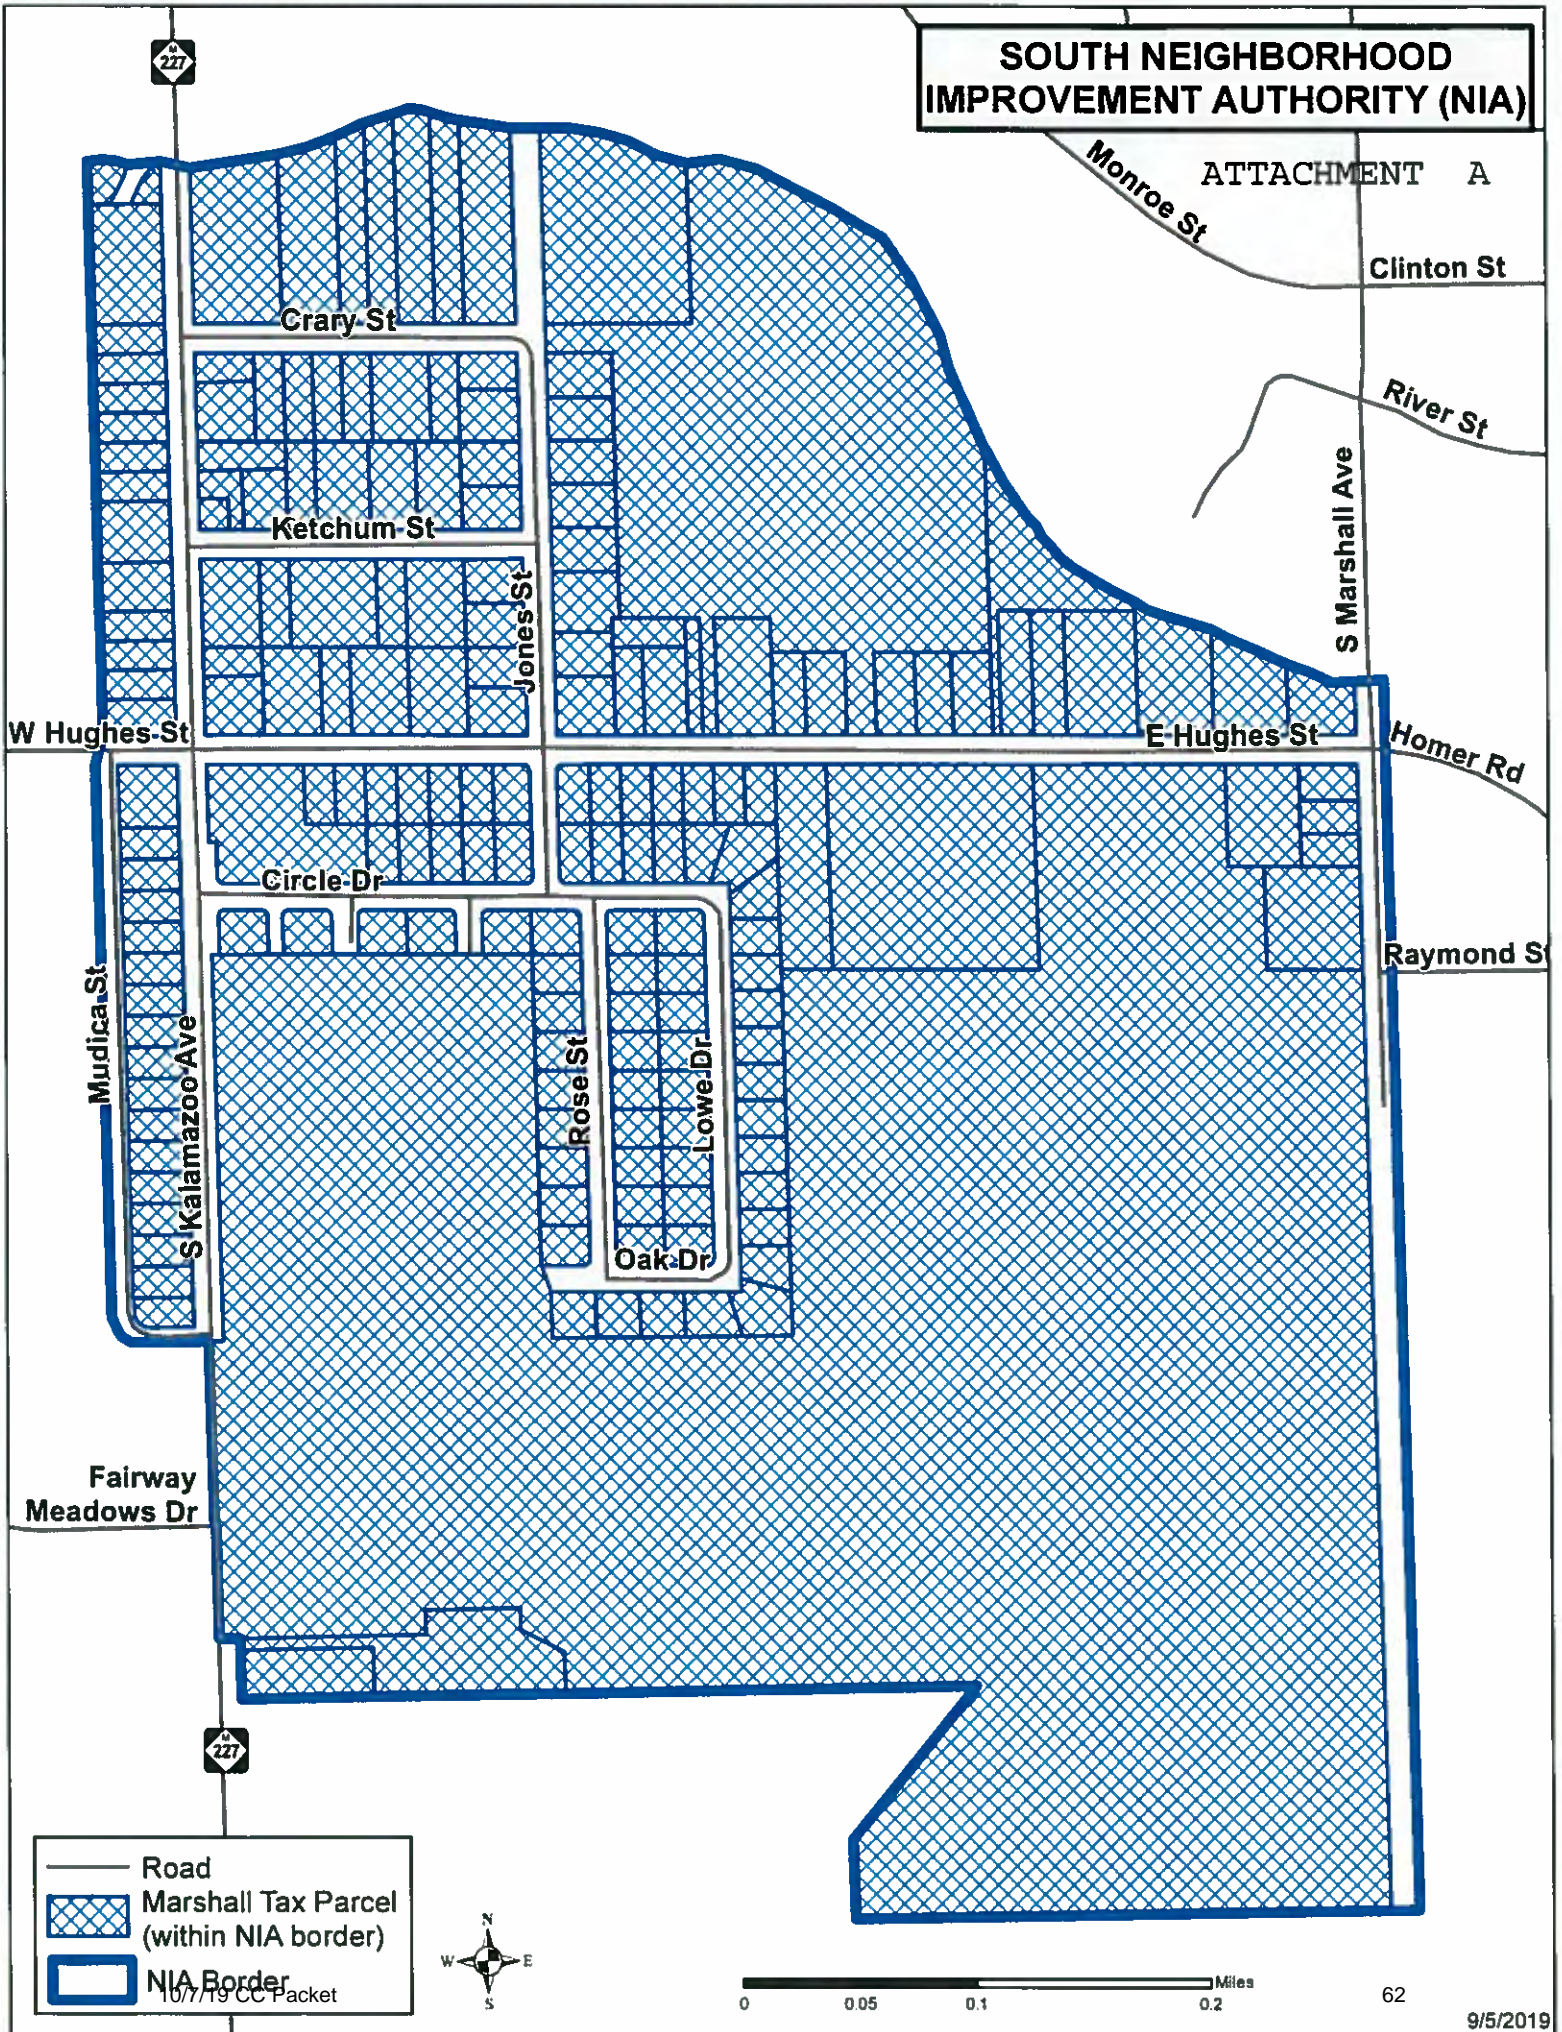 SOUTH NEIGHBORHOOD
IMPROVEMENT AUTHORITY (NIA)
ATTACHMENT A
M
227
Monroe St
Clinton St
Crary St
River St
S Marshall Ave
Ketchum St
Jones St
W Hughes St
E Hughes St
Homer Rd
Circle Dr
Raymond St
Mudica St
S Kalamazoo Ave
Rose St
Lowe Dr
Oak Dr
Fairway
Meadows Dr
M
227
Road
Marshall Tax Parcel
(within NIA border)
NIA Border
10/7/19 CC Packet
N
W E
S
Miles
0 0.05 0.1 0.2
62
9/5/2019